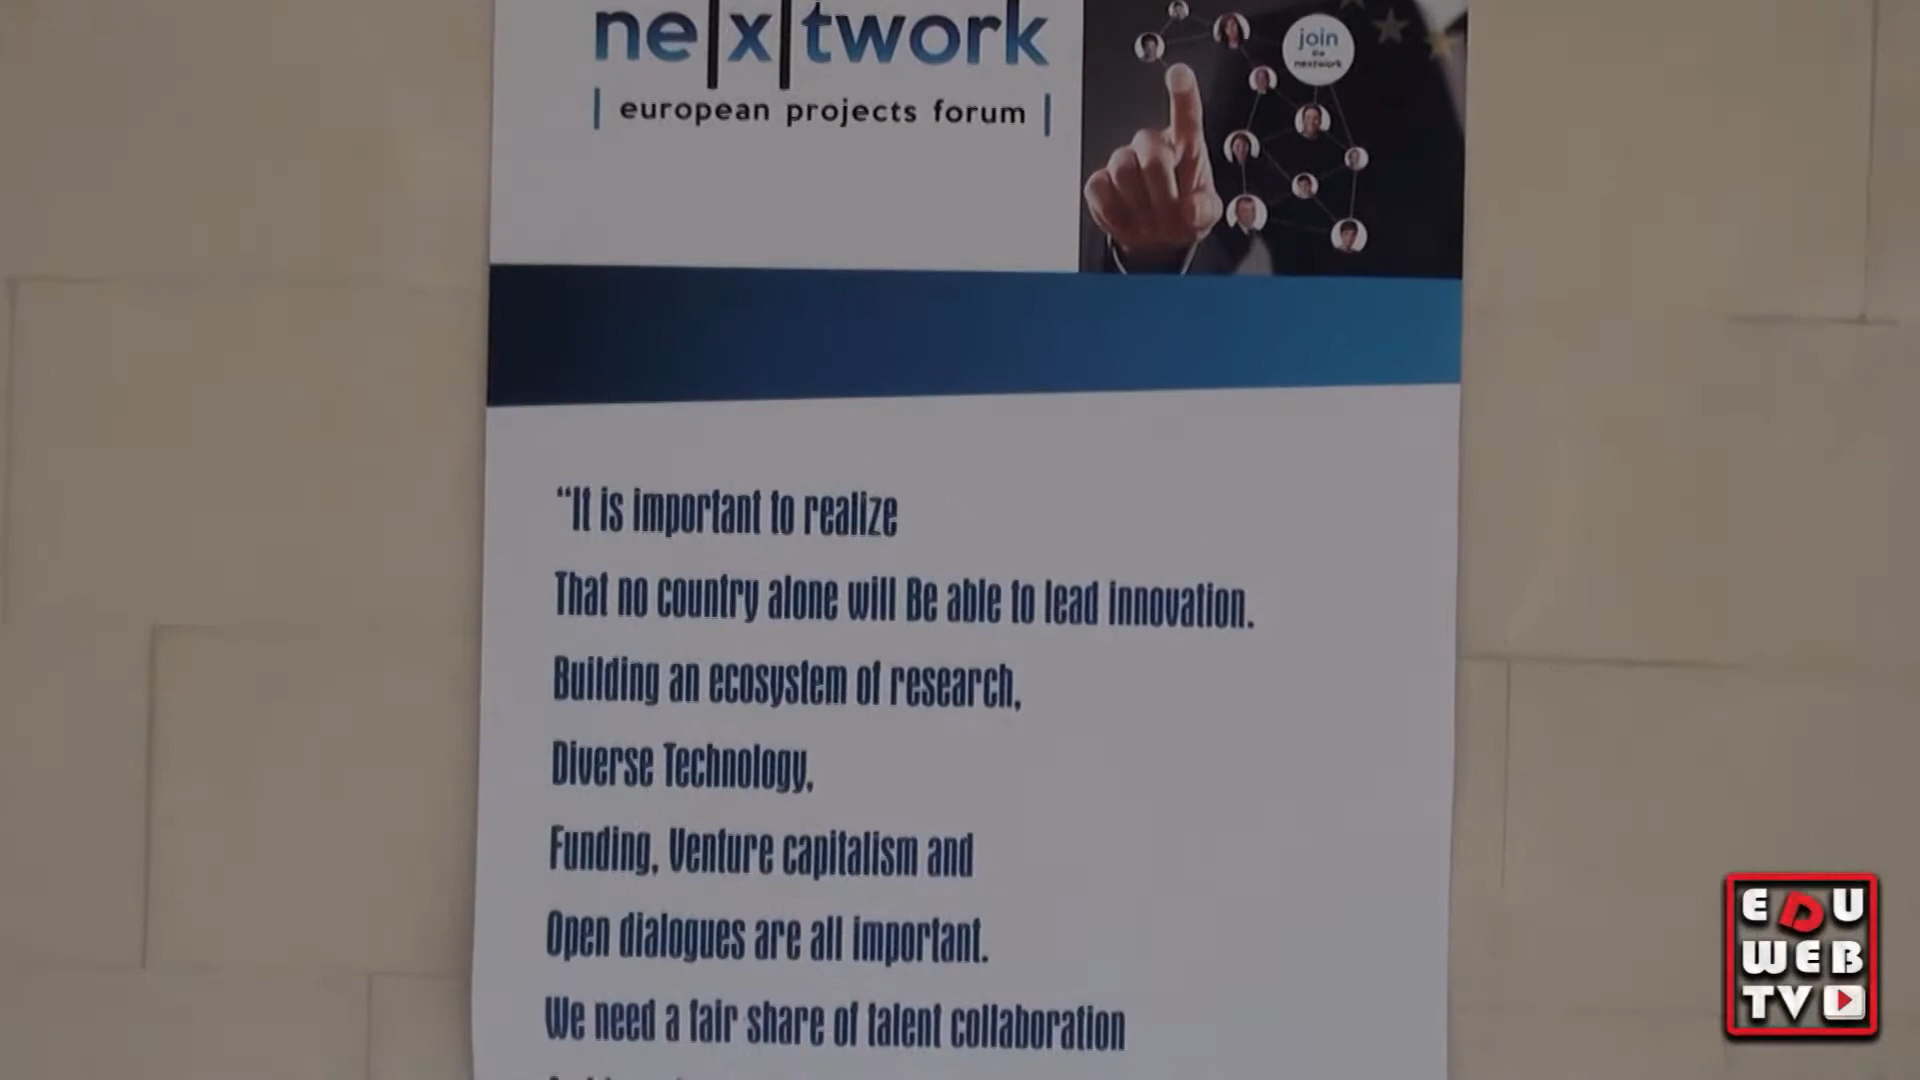 ne|x|twork
| european projects forum |
join
the
nextwork
“It is important to realize
That no country alone will Be able to lead innovation.
Building an ecosystem of research,
Diverse Technology,
Funding, Venture capitalism and
Open dialogues are all important.
We need a fair share of talent collaboration
EDU
WEB
TV